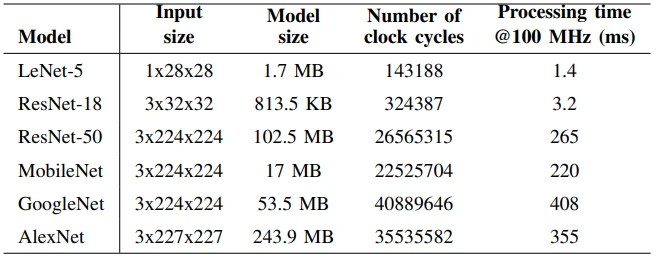 Model Input size Model size Number of clock cycles Processing time @100 MHz (ms)
LeNet-5 1x28x28 1.7 MB 143188 1.4
ResNet-18 3x32x32 813.5 KB 324387 3.2
ResNet-50 3x224x224 102.5 MB 26565315 265
MobileNet 3x224x224 17 MB 22525704 220
GoogleNet 3x224x224 53.5 MB 40889646 408
AlexNet 3x227x227 243.9 MB 35535582 355